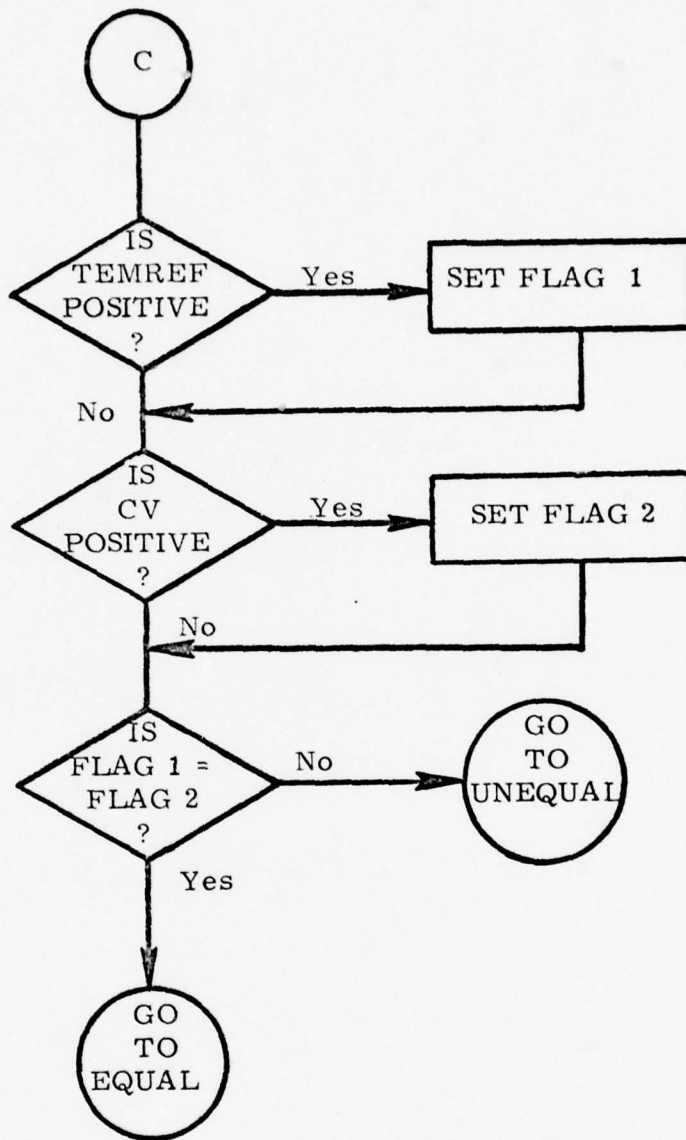 C
IS
TEMREF
POSITIVE
?
Yes
SET FLAG 1
No
IS
CV
POSITIVE
?
Yes
SET FLAG 2
No
IS
FLAG 1 =
FLAG 2
?
No
GO
TO
UNEQUAL
Yes
GO
TO
EQUAL